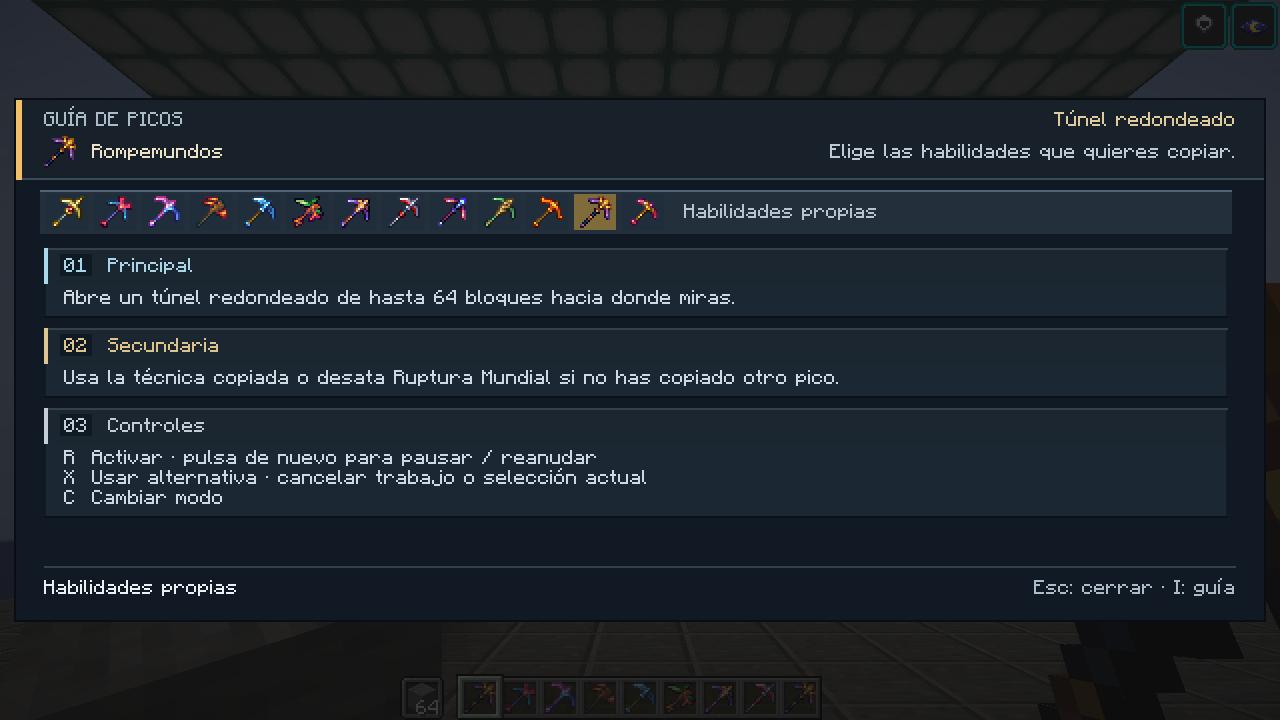 GUÍA DE PICOS
Túnel redondeado
Rompemundos
Elige las habilidades que quieres copiar.
Habilidades propias
01 Principal
Abre un túnel redondeado de hasta 64 bloques hacia donde miras.
02 Secundaria
Usa la técnica copiada o desata Ruptura Mundial si no has copiado otro pico.
03 Controles
R Activar · pulsa de nuevo para pausar / reanudar
X Usar alternativa · cancelar trabajo o selección actual
C Cambiar modo
Habilidades propias
Esc: cerrar · I: guía
64